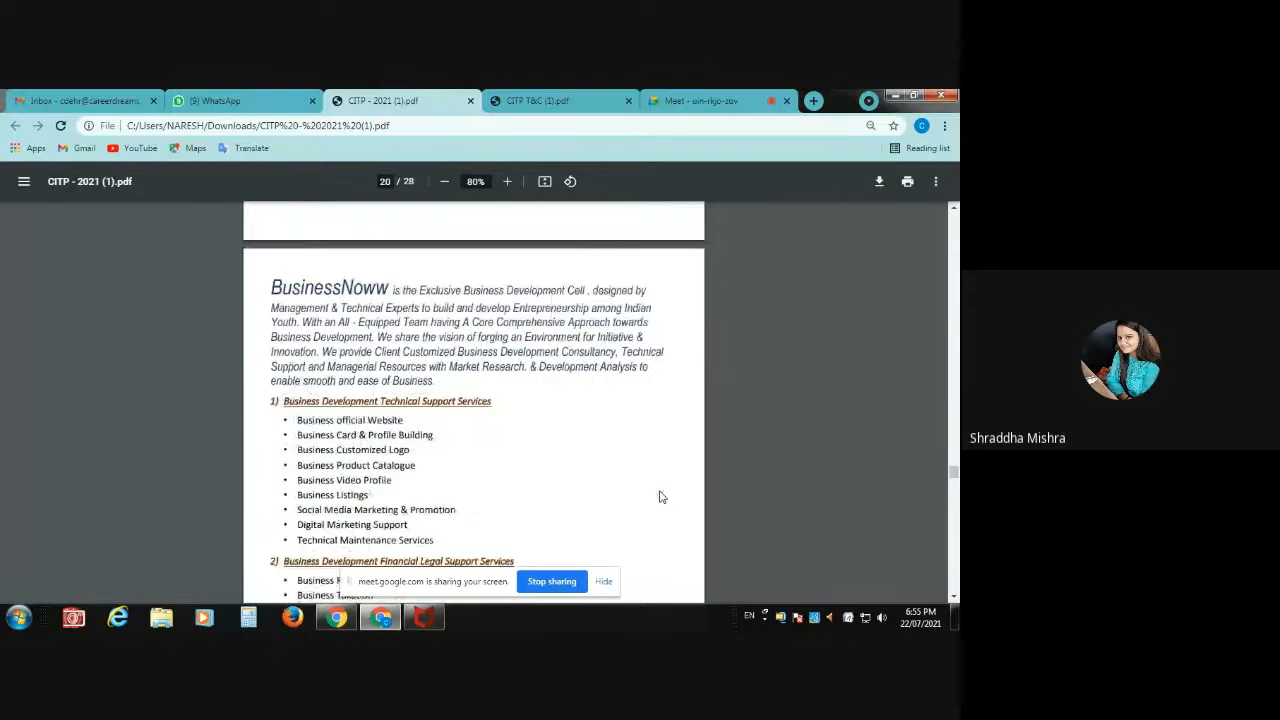 Inbox - cdehr@careerdreams.
(9) WhatsApp
CITP - 2021 (1).pdf
CITP T&C (1).pdf
Meet - uin-rkjo-zov
File
C:/Users/NARESH/Downloads/CITP%20-%202021%20(1).pdf
C
Apps
Gmail
YouTube
Maps
Translate
Reading list
CITP - 2021 (1).pdf
20 / 28
80%
BusinessNoww is the Exclusive Business Development Cell , designed by
Management & Technical Experts to build and develop Entrepreneurship among Indian
Youth. With an All - Equipped Team having A Core Comprehensive Approach towards
Business Development, We share the vision of forging an Environment for Initiative &
Innovation. We provide Client Customized Business Development Consultancy, Technical
Support and Managerial Resources with Market Research. & Development Analysis to
enable smooth and ease of Business.
1) Business Development Technical Support Services
• Business official Website
• Business Card & Profile Building
• Business Customized Logo
• Business Product Catalogue
• Business Video Profile
• Business Listings
• Social Media Marketing & Promotion
• Digital Marketing Support
• Technical Maintenance Services
2) Business Development Financial Legal Support Services
• Business
• Business Taxation
meet.google.com is sharing your screen.
Stop sharing
Hide
Shraddha Mishra
EN
6:55 PM
22/07/2021